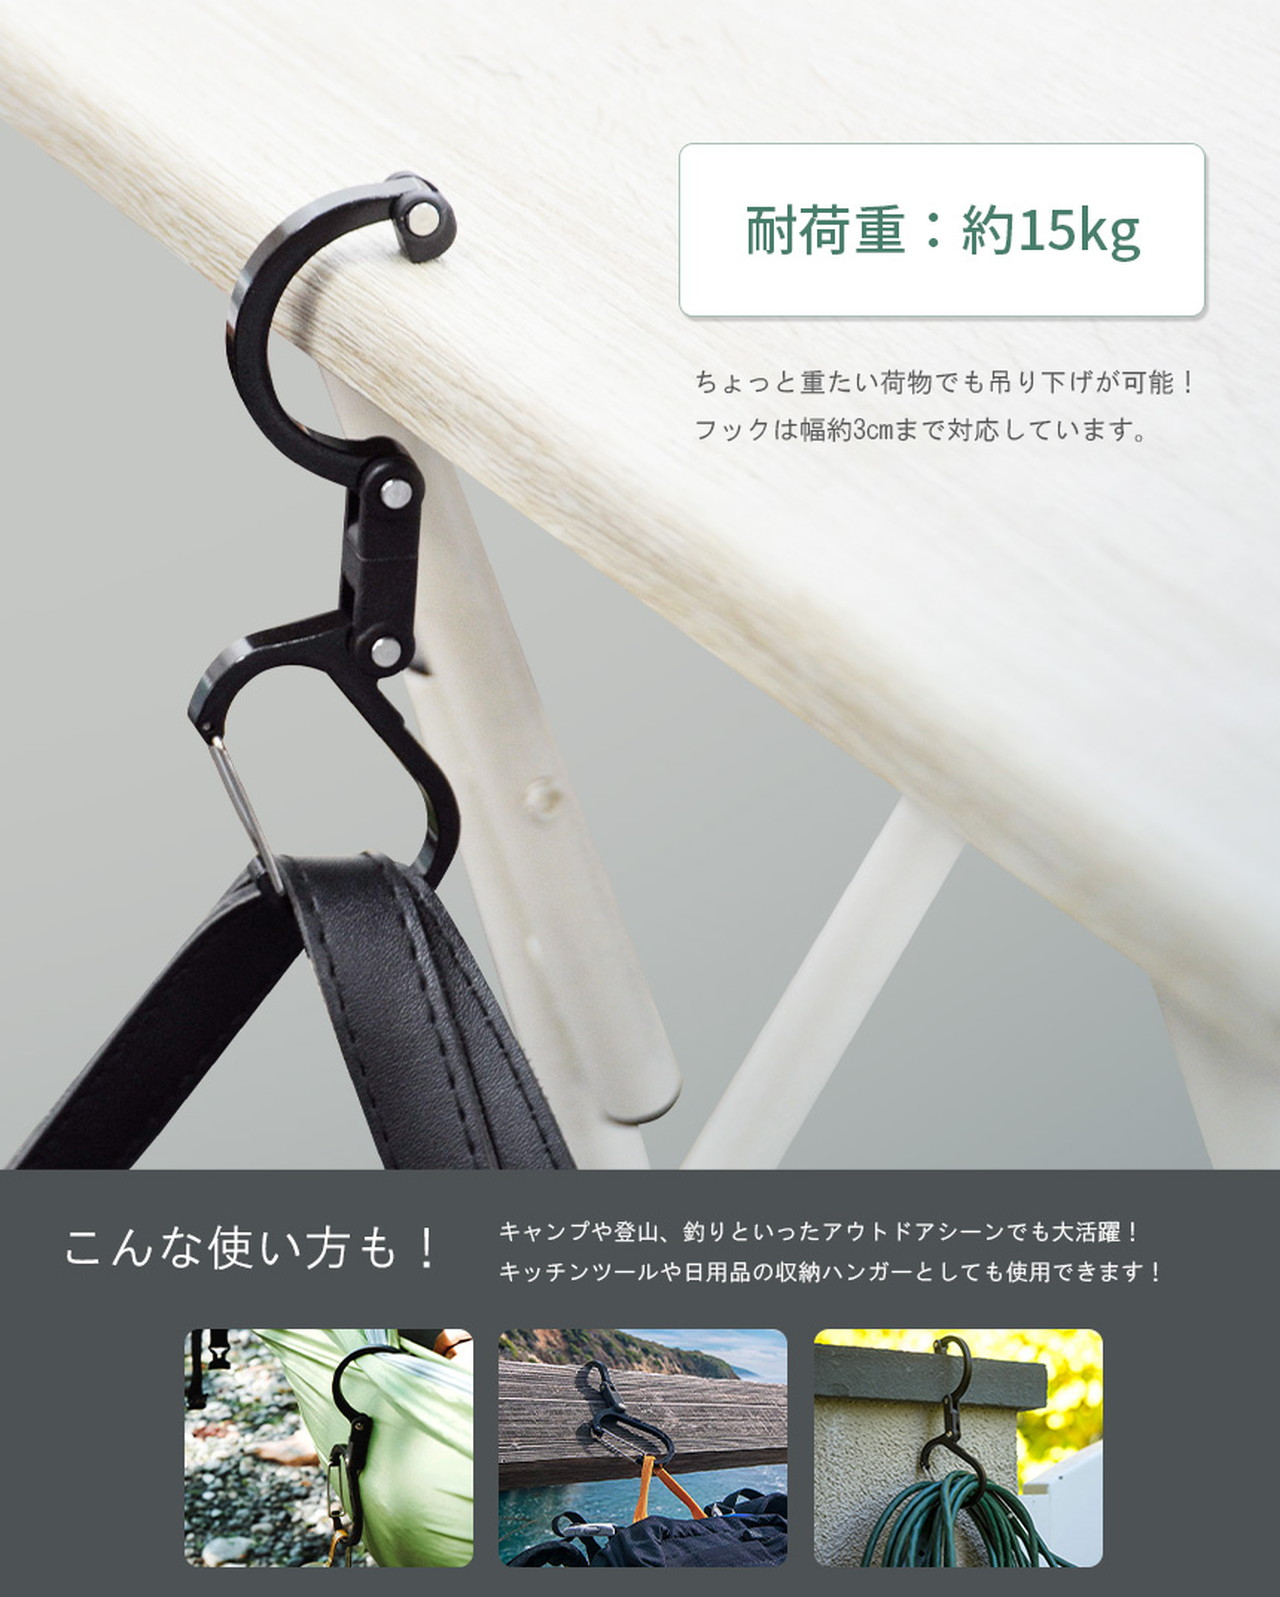 耐荷重：約15kg
ちょっと重たい荷物でも吊り下げが可能！
フックは幅約3cmまで対応しています。
こんな使い方も！
キャンプや登山、釣りといったアウトドアシーンでも大活躍！
キッチンツールや日用品の収納ハンガーとしても使用できます！